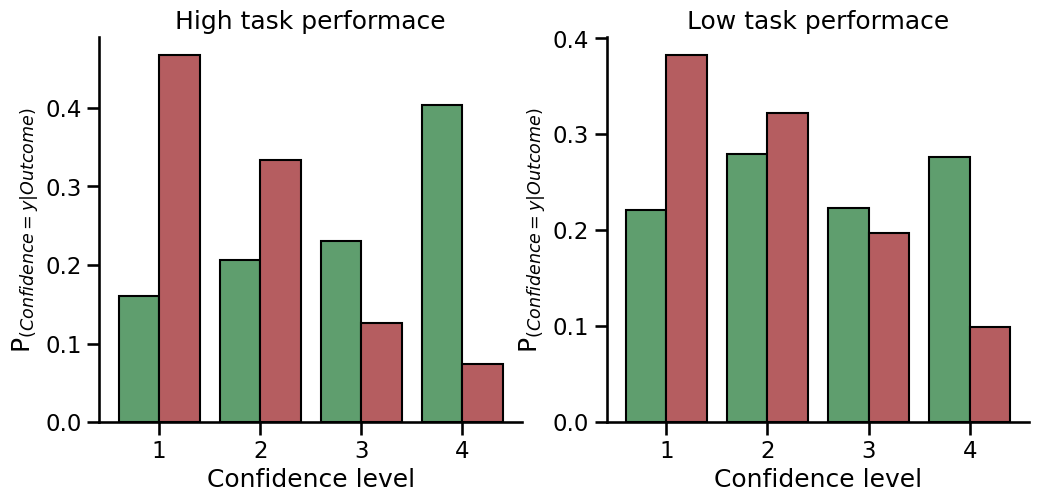 High task performace
P(Confidence = y|Outcome)
0.4
0.3
0.2
0.1
0.0
1 2 3 4
Confidence level
Low task performace
P(Confidence = y|Outcome)
0.4
0.3
0.2
0.1
0.0
1 2 3 4
Confidence level